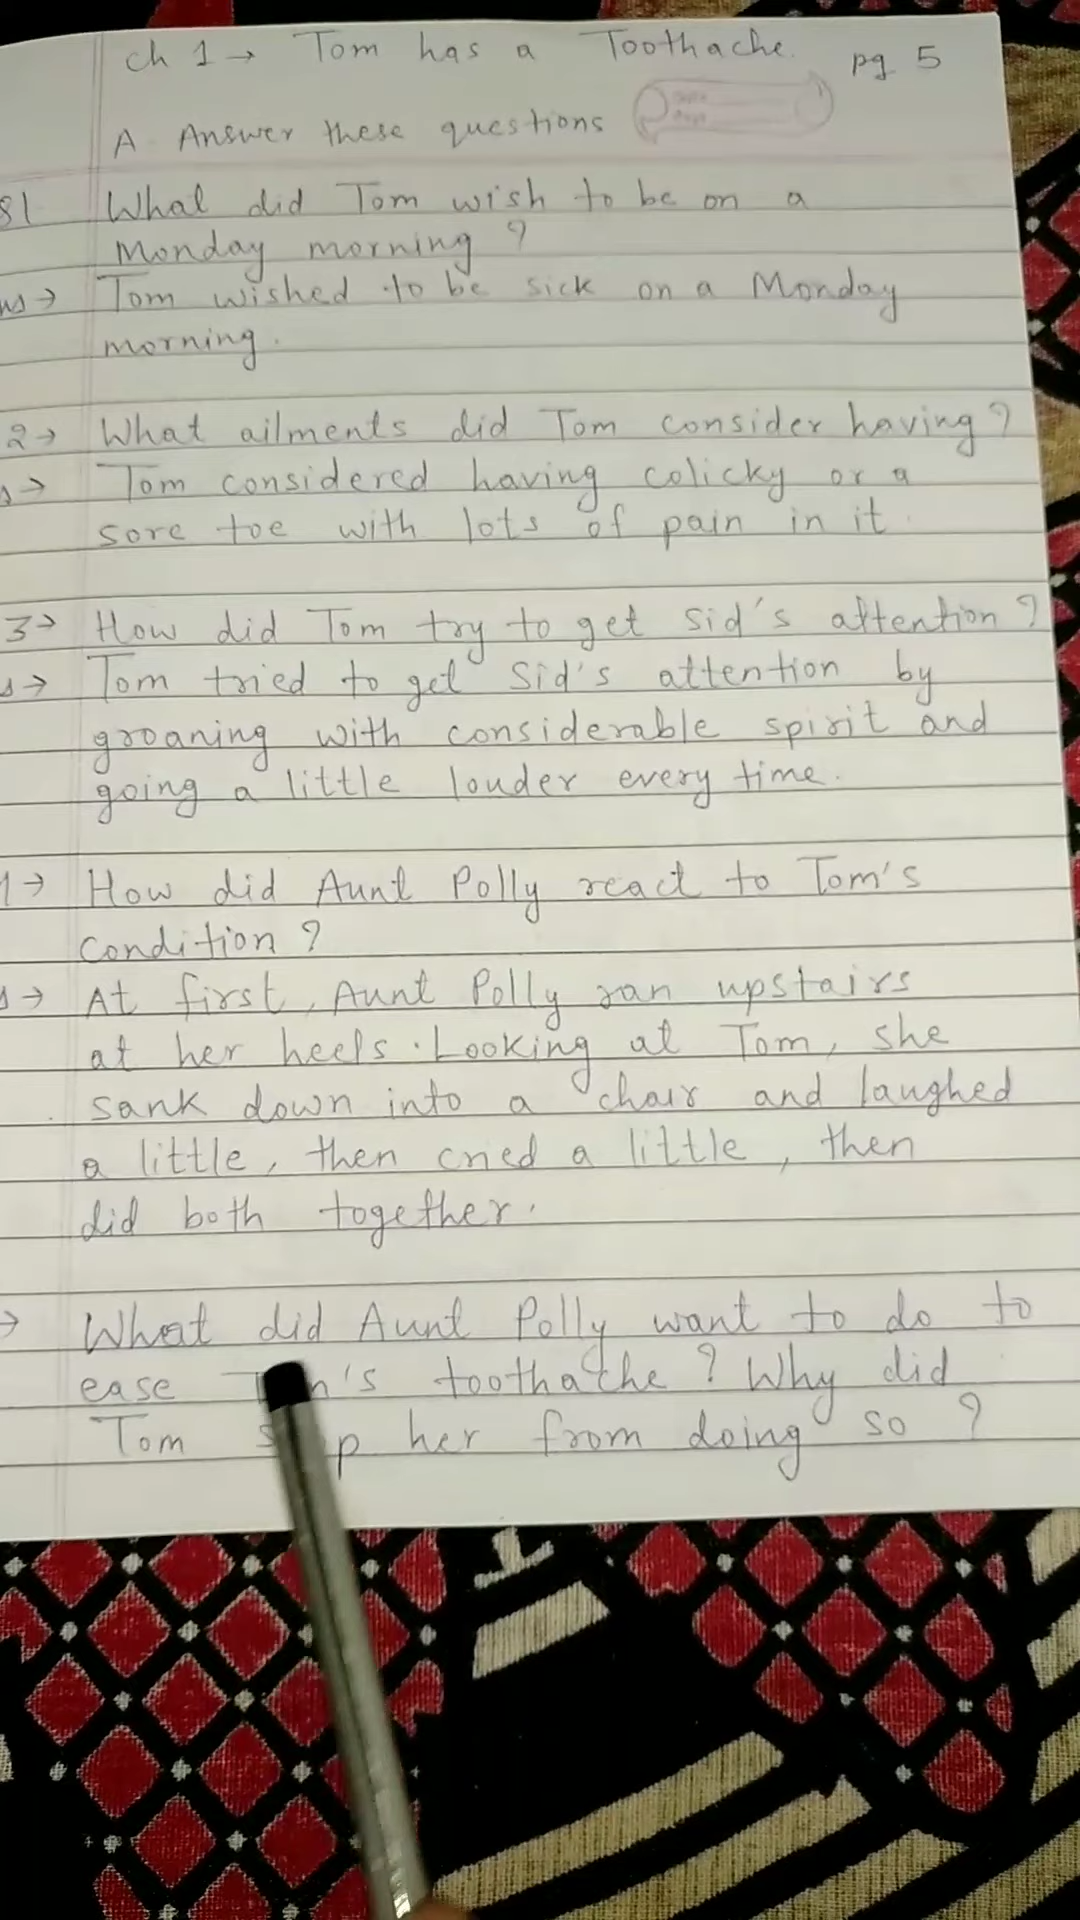 ch 1 → Tom has a Toothache. pg 5
A. Answer these questions
What did Tom wish to be on a
Monday morning ?
Tom wished to be sick on a Monday
morning.
2→ What ailments did Tom consider having?
Tom considered having colicky or a
sore toe with lots of pain in it.
3→ How did Tom try to get Sid's attention ?
Tom tried to get Sid's attention by
groaning with considerable spirit and
going a little louder every time.
How did Aunt Polly react to Tom's
condition ?
At first, Aunt Polly ran upstairs
at her heels. Looking at Tom, she
sank down into a chair and laughed
a little, then cried a little, then
did both together.
What did Aunt Polly want to do to
ease toothache ? Why did
Tom her from doing so ?